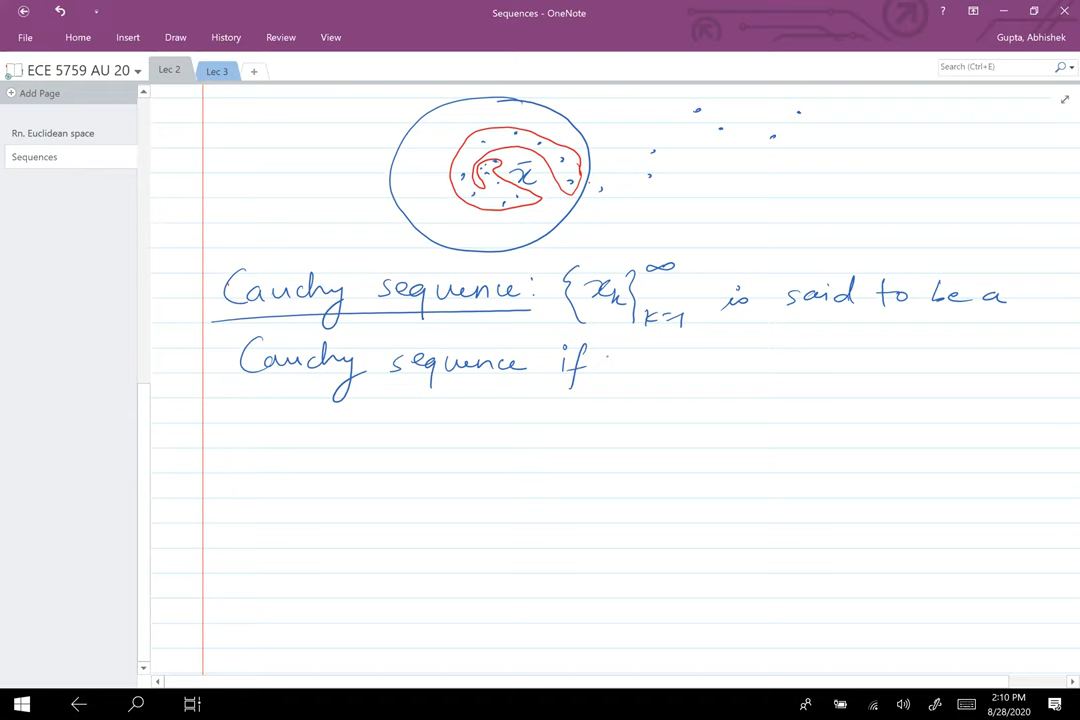 Sequences - OneNote
Gupta, Abhishek
File Home Insert Draw History Review View
ECE 5759 AU 20
Lec 2
Lec 3
Search (Ctrl+E)
Add Page
Rn. Euclidean space
Sequences
x̄
Cauchy sequence: {xₖ}∞k=1 is said to be a
Cauchy sequence if
2:10 PM
8/28/2020